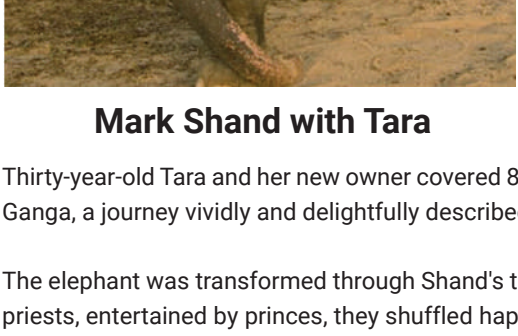 Mark Shand with Tara
Thirty-year-old Tara and her new owner covered 8
Ganga, a journey vividly and delightfully describe
The elephant was transformed through Shand's t
priests, entertained by princes, they shuffled hap